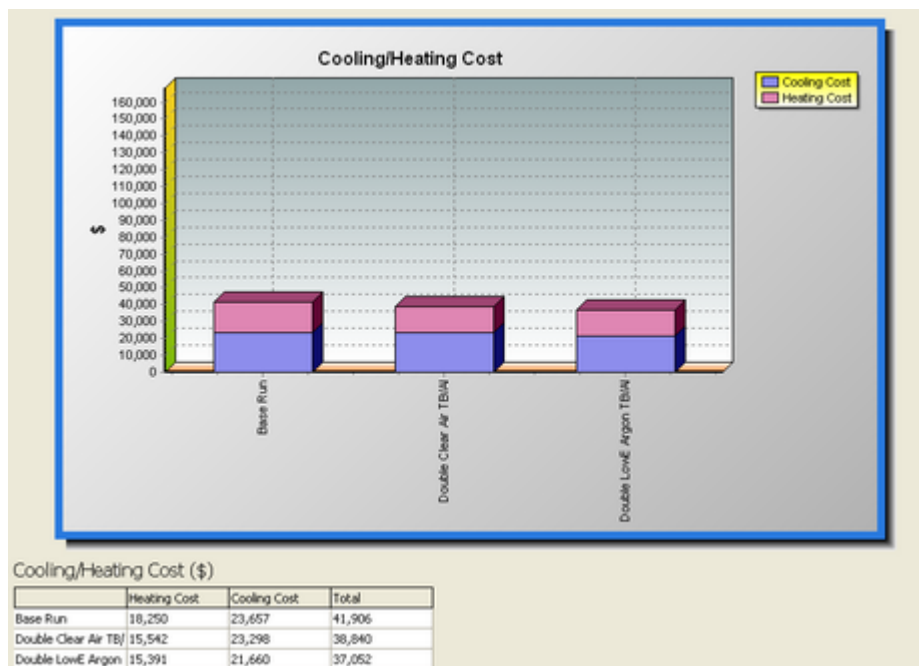 Cooling/Heating Cost
Cooling Cost
Heating Cost
160,000
150,000
140,000
130,000
120,000
110,000
100,000
90,000
80,000
70,000
60,000
50,000
40,000
30,000
20,000
10,000
0
$
Base Run
Double Clear Air TB/Al
Double LowE Argon TB/Al
Cooling/Heating Cost ($)
Heating Cost Cooling Cost Total
Base Run 18,250 23,657 41,906
Double Clear Air TB/ 15,542 23,298 38,840
Double LowE Argon 15,391 21,660 37,052